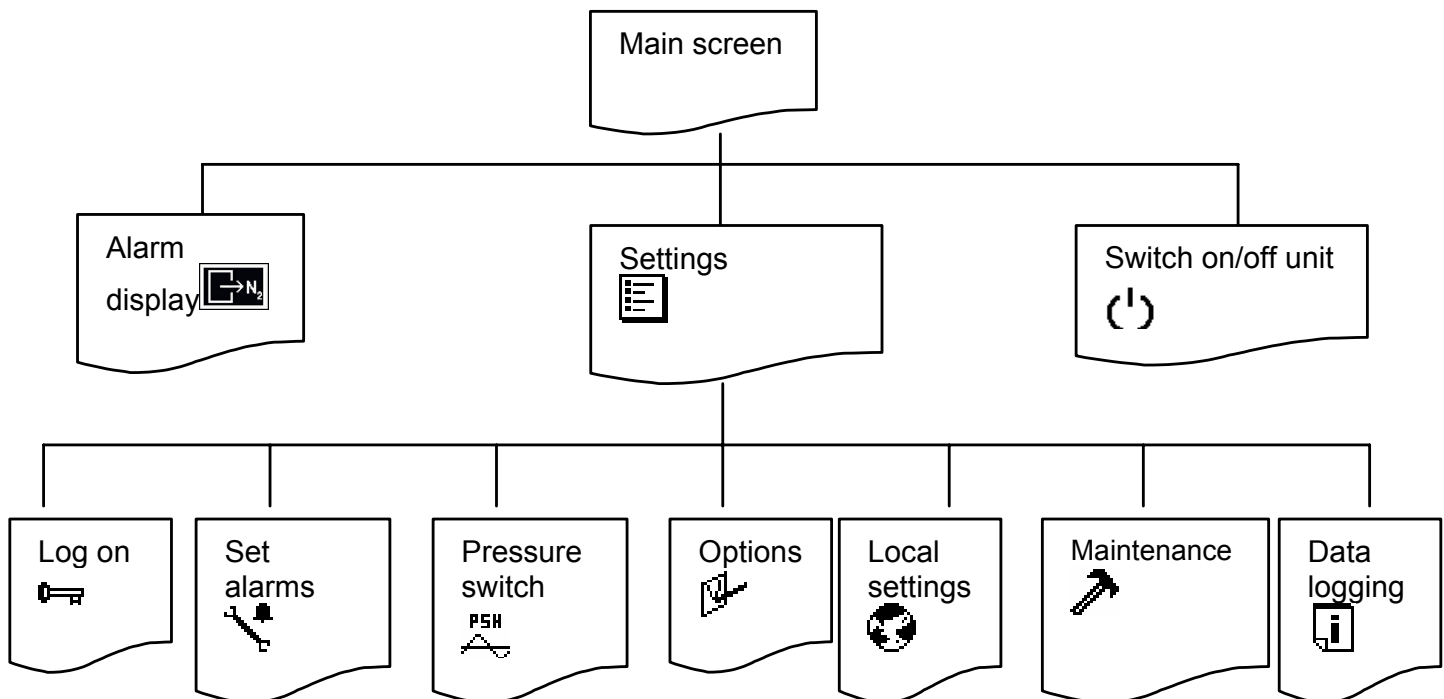 Main screen
Alarm
display
→N₂
Settings
Switch on/off unit
Log on
Set
alarms
Pressure
switch
PSH
Options
Local
settings
Maintenance
Data
logging
i